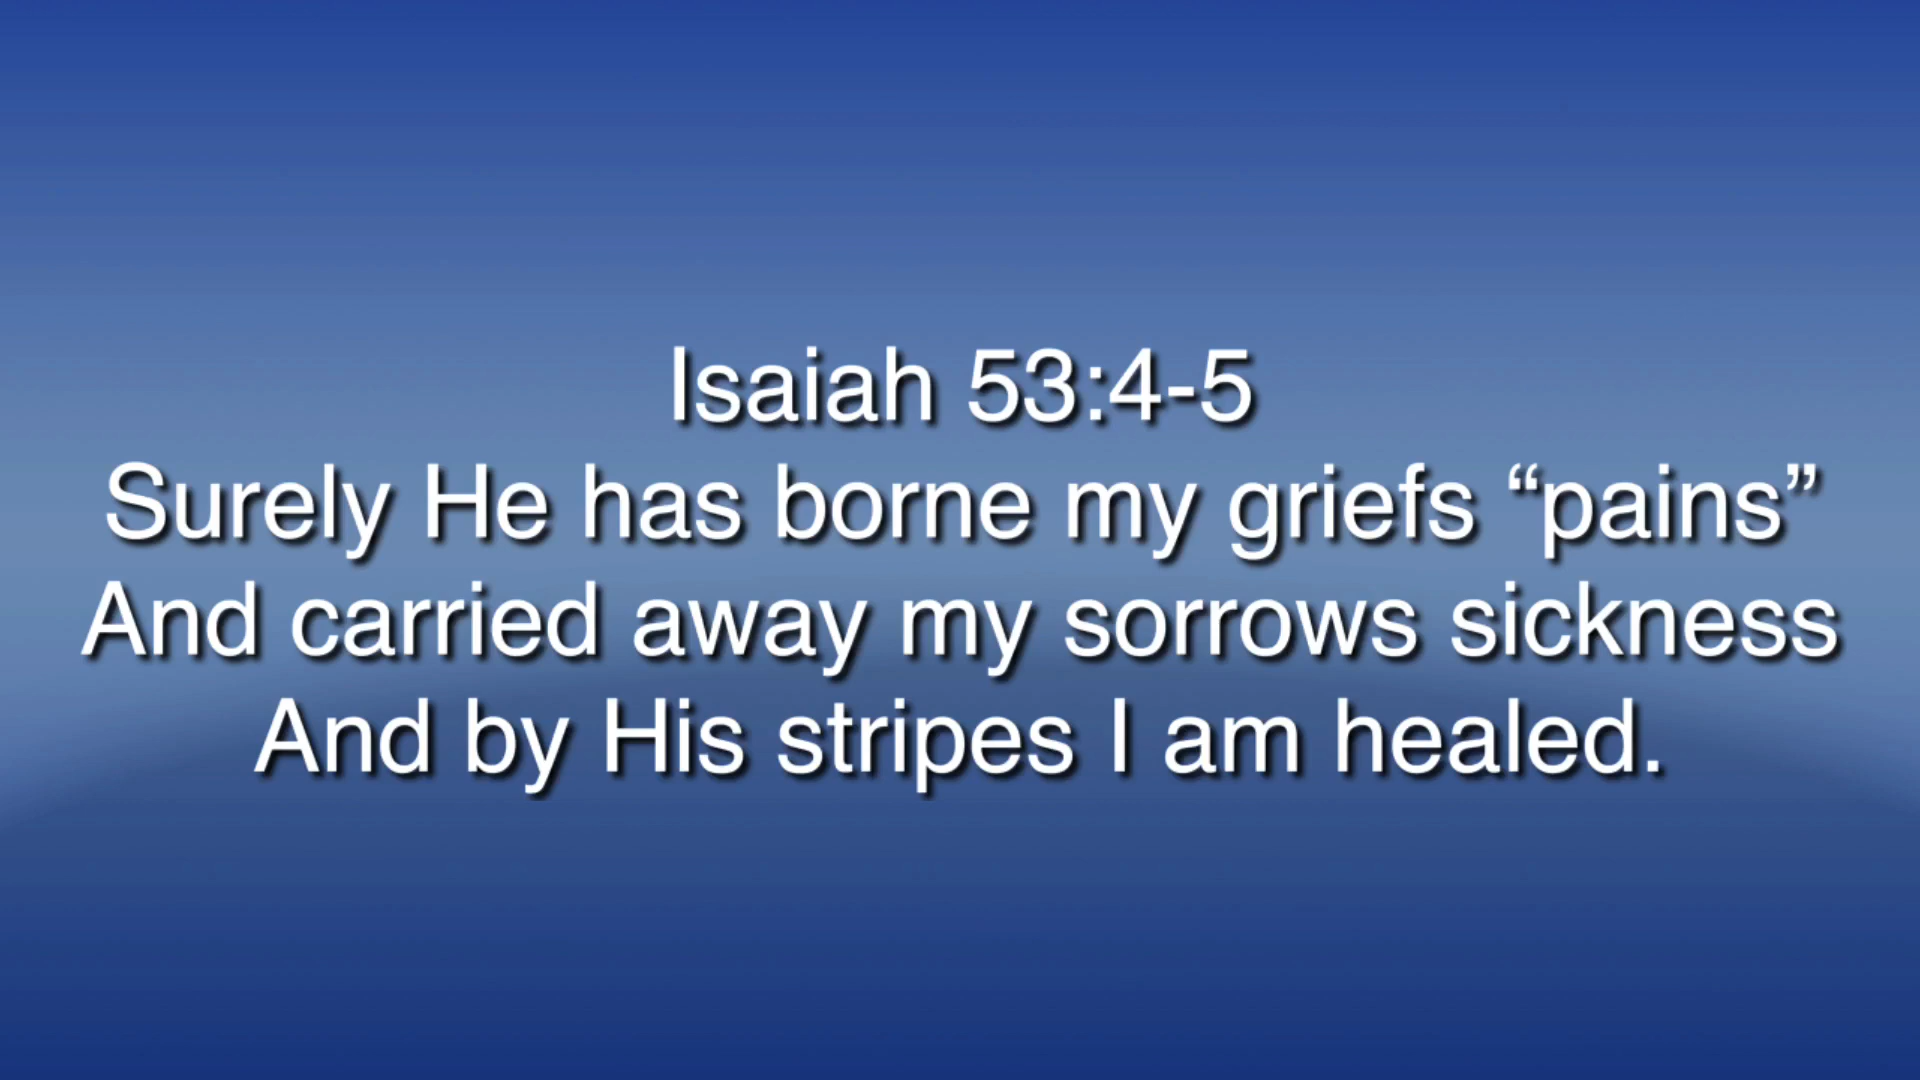 Isaiah 53:4-5
Surely He has borne my griefs “pains”
And carried away my sorrows sickness
And by His stripes I am healed.